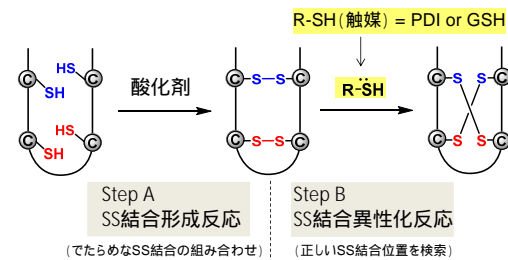 R-SH(触媒) = PDI or GSH
HS
C
SH
C
HS
C
SH
C
酸化剤
C S-S C
C S-S C
R-SH
C S S C
C S S C
Step A
SS結合形成反応
(でたらめなSS結合の組み合わせ)
Step B
SS結合異性化反応
(正しいSS結合位置を検索)